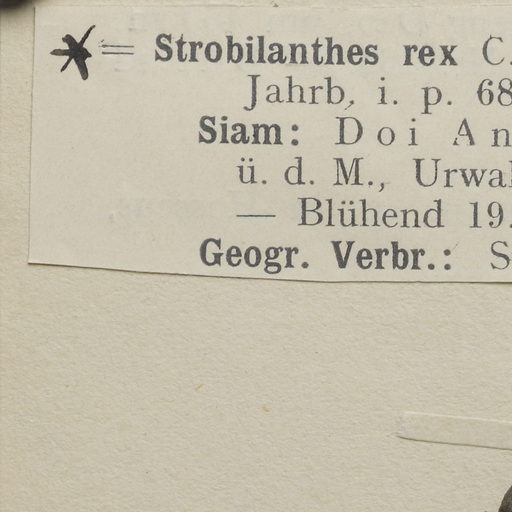 = Strobilanthes rex C.
Jahrb, i. p. 68
Siam: Doi An
ü. d. M., Urwal
— Blühend 19.
Geogr. Verbr.: S